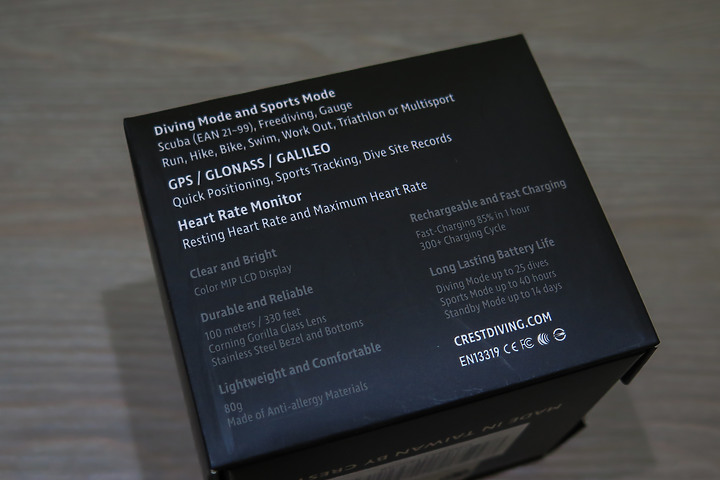 Diving Mode and Sports Mode
Scuba (EAN 21-99), Freediving, Gauge
Run, Hike, Bike, Swim, Work Out, Triathlon or Multisport
GPS / GLONASS / GALILEO
Quick Positioning, Sports Tracking, Dive Site Records
Heart Rate Monitor
Resting Heart Rate and Maximum Heart Rate
Clear and Bright
Color MIP LCD Display
Durable and Reliable
100 meters / 330 feet
Corning Gorilla Glass Lens
Stainless Steel Bezel and Bottoms
Lightweight and Comfortable
80g
Made of Anti-allergy Materials
Rechargeable and Fast Charging
Fast-Charging 85% in 1 hour
300+ Charging Cycle
Long Lasting Battery Life
Diving Mode up to 25 dives
Sports Mode up to 40 hours
Standby Mode up to 14 days
CRESTDIVING.COM
EN13319 CE FC
MADE IN TAIWAN BY CREST